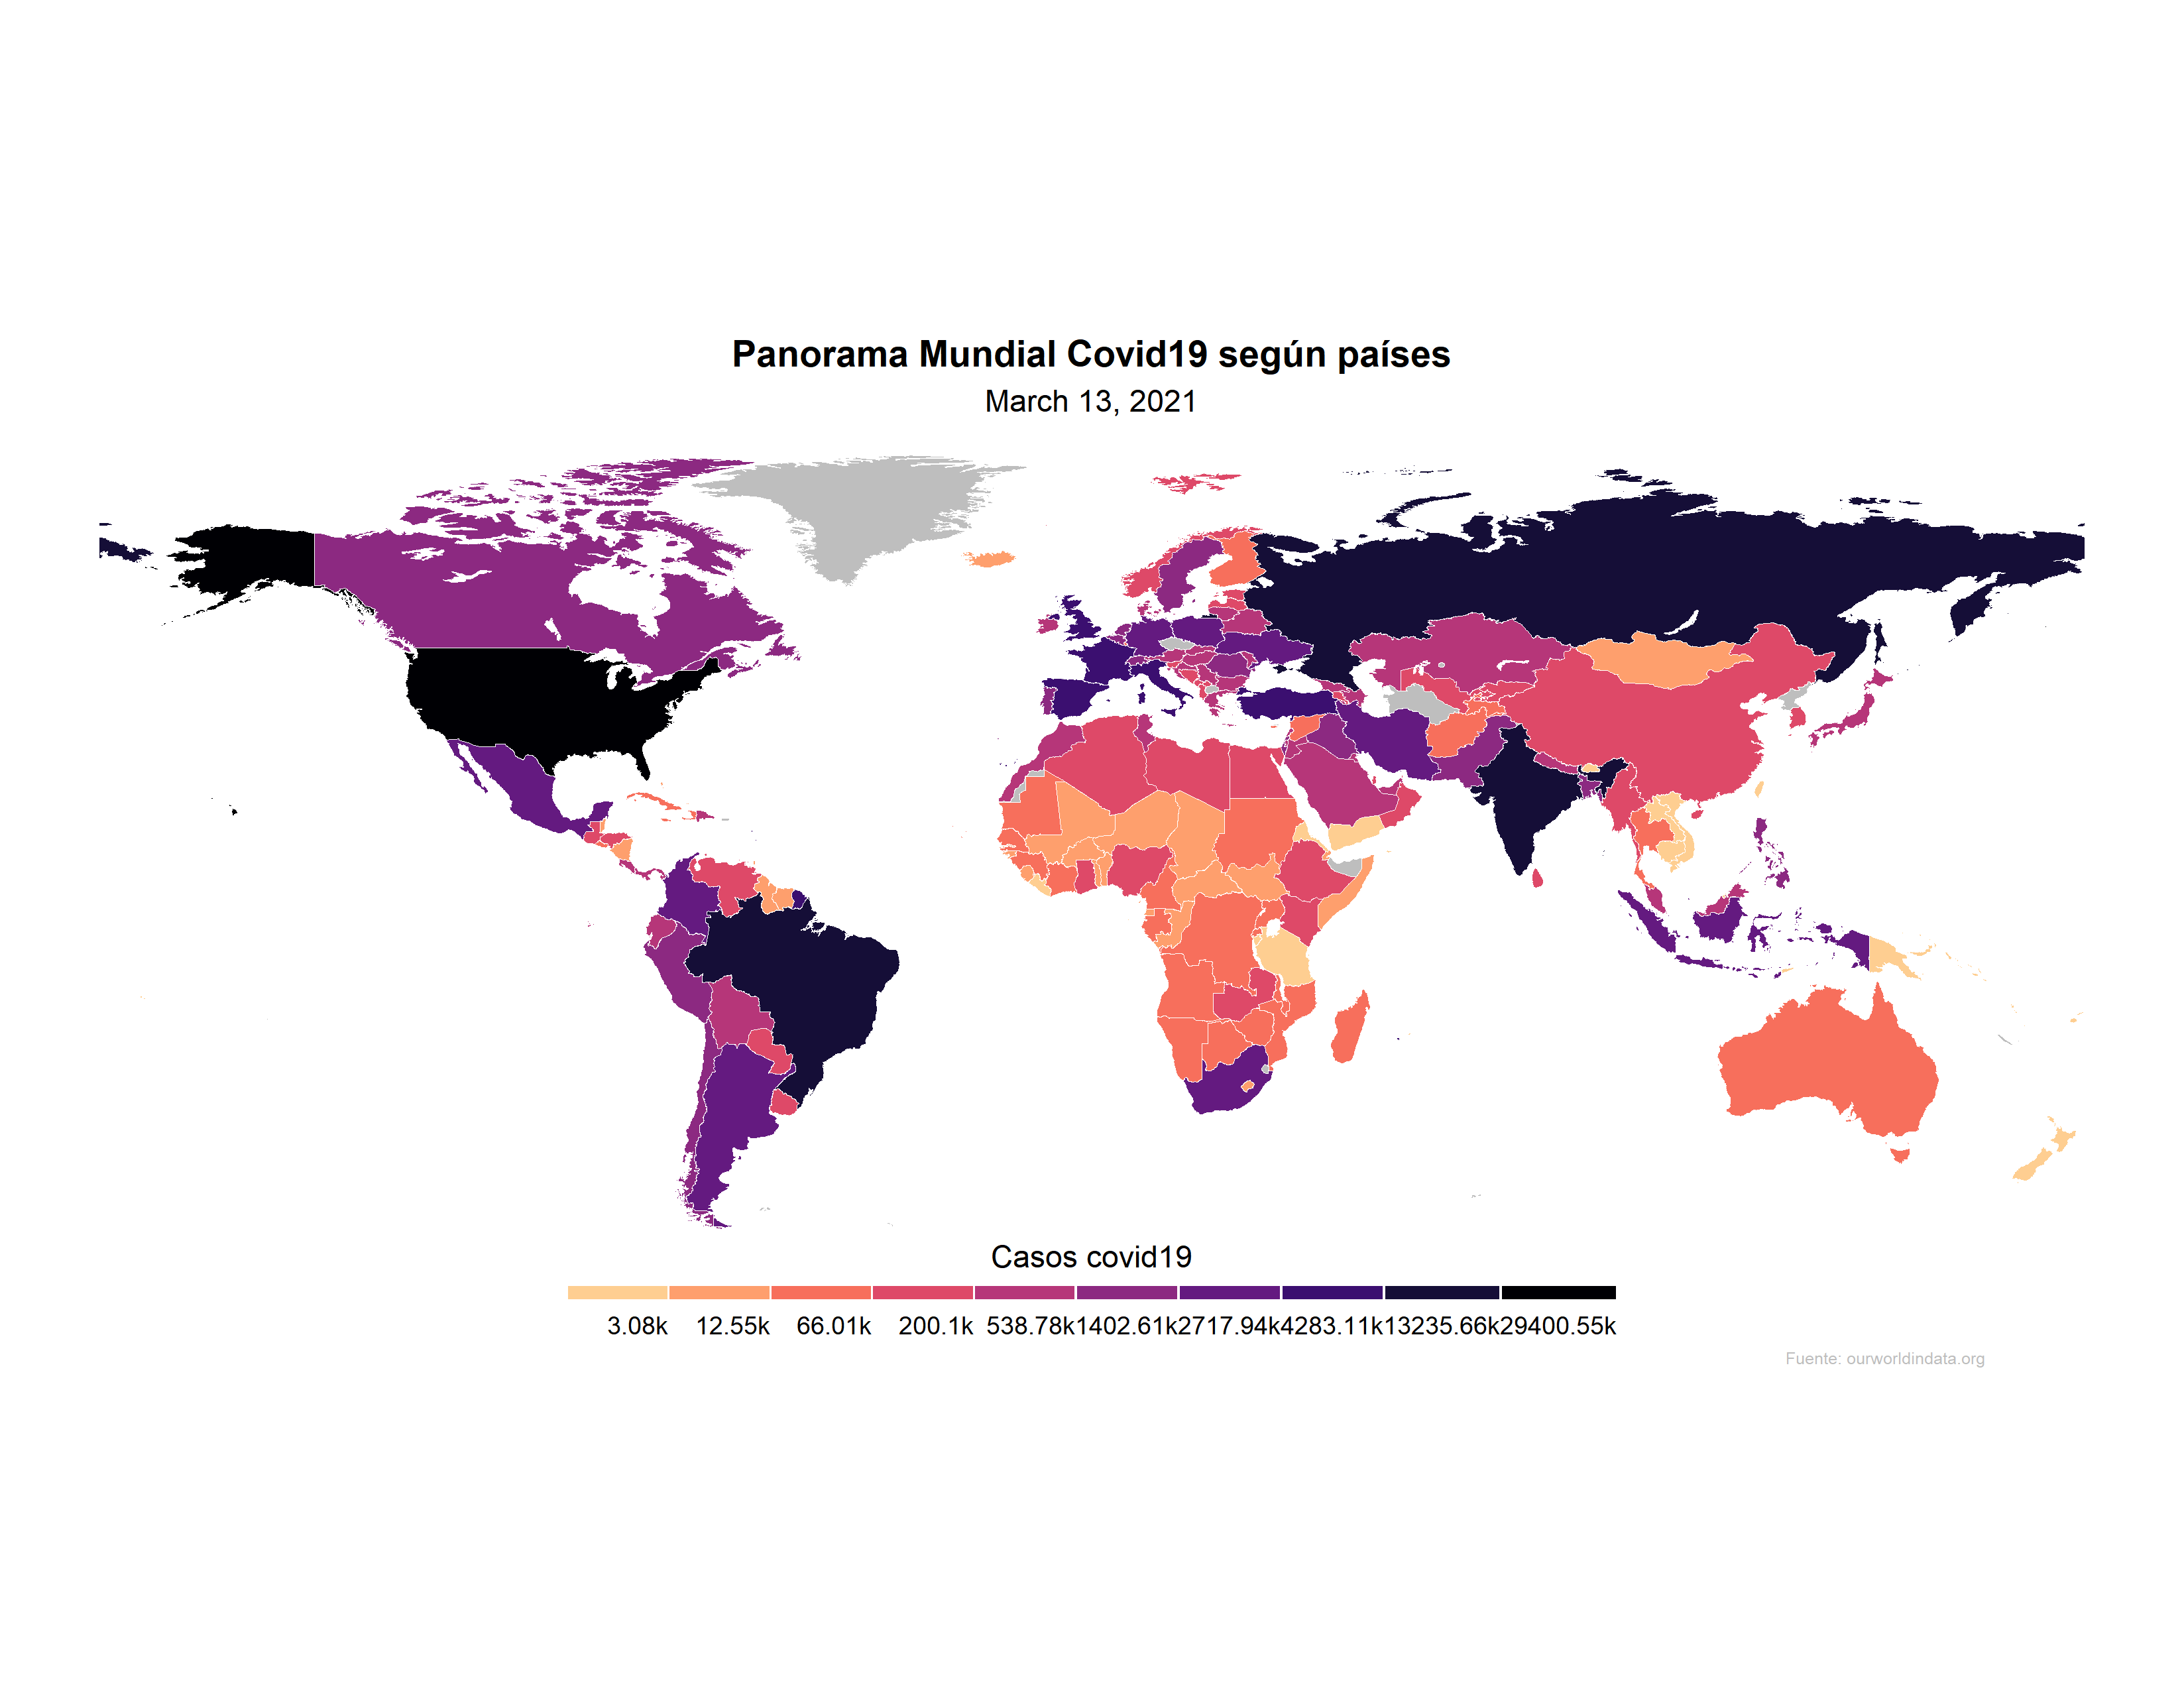 Panorama Mundial Covid19 según países
March 13, 2021
Casos covid19
3.08k 12.55k 66.01k 200.1k 538.78k 1402.61k 2717.94k 4283.11k 13235.66k 29400.55k
Fuente: ourworldindata.org